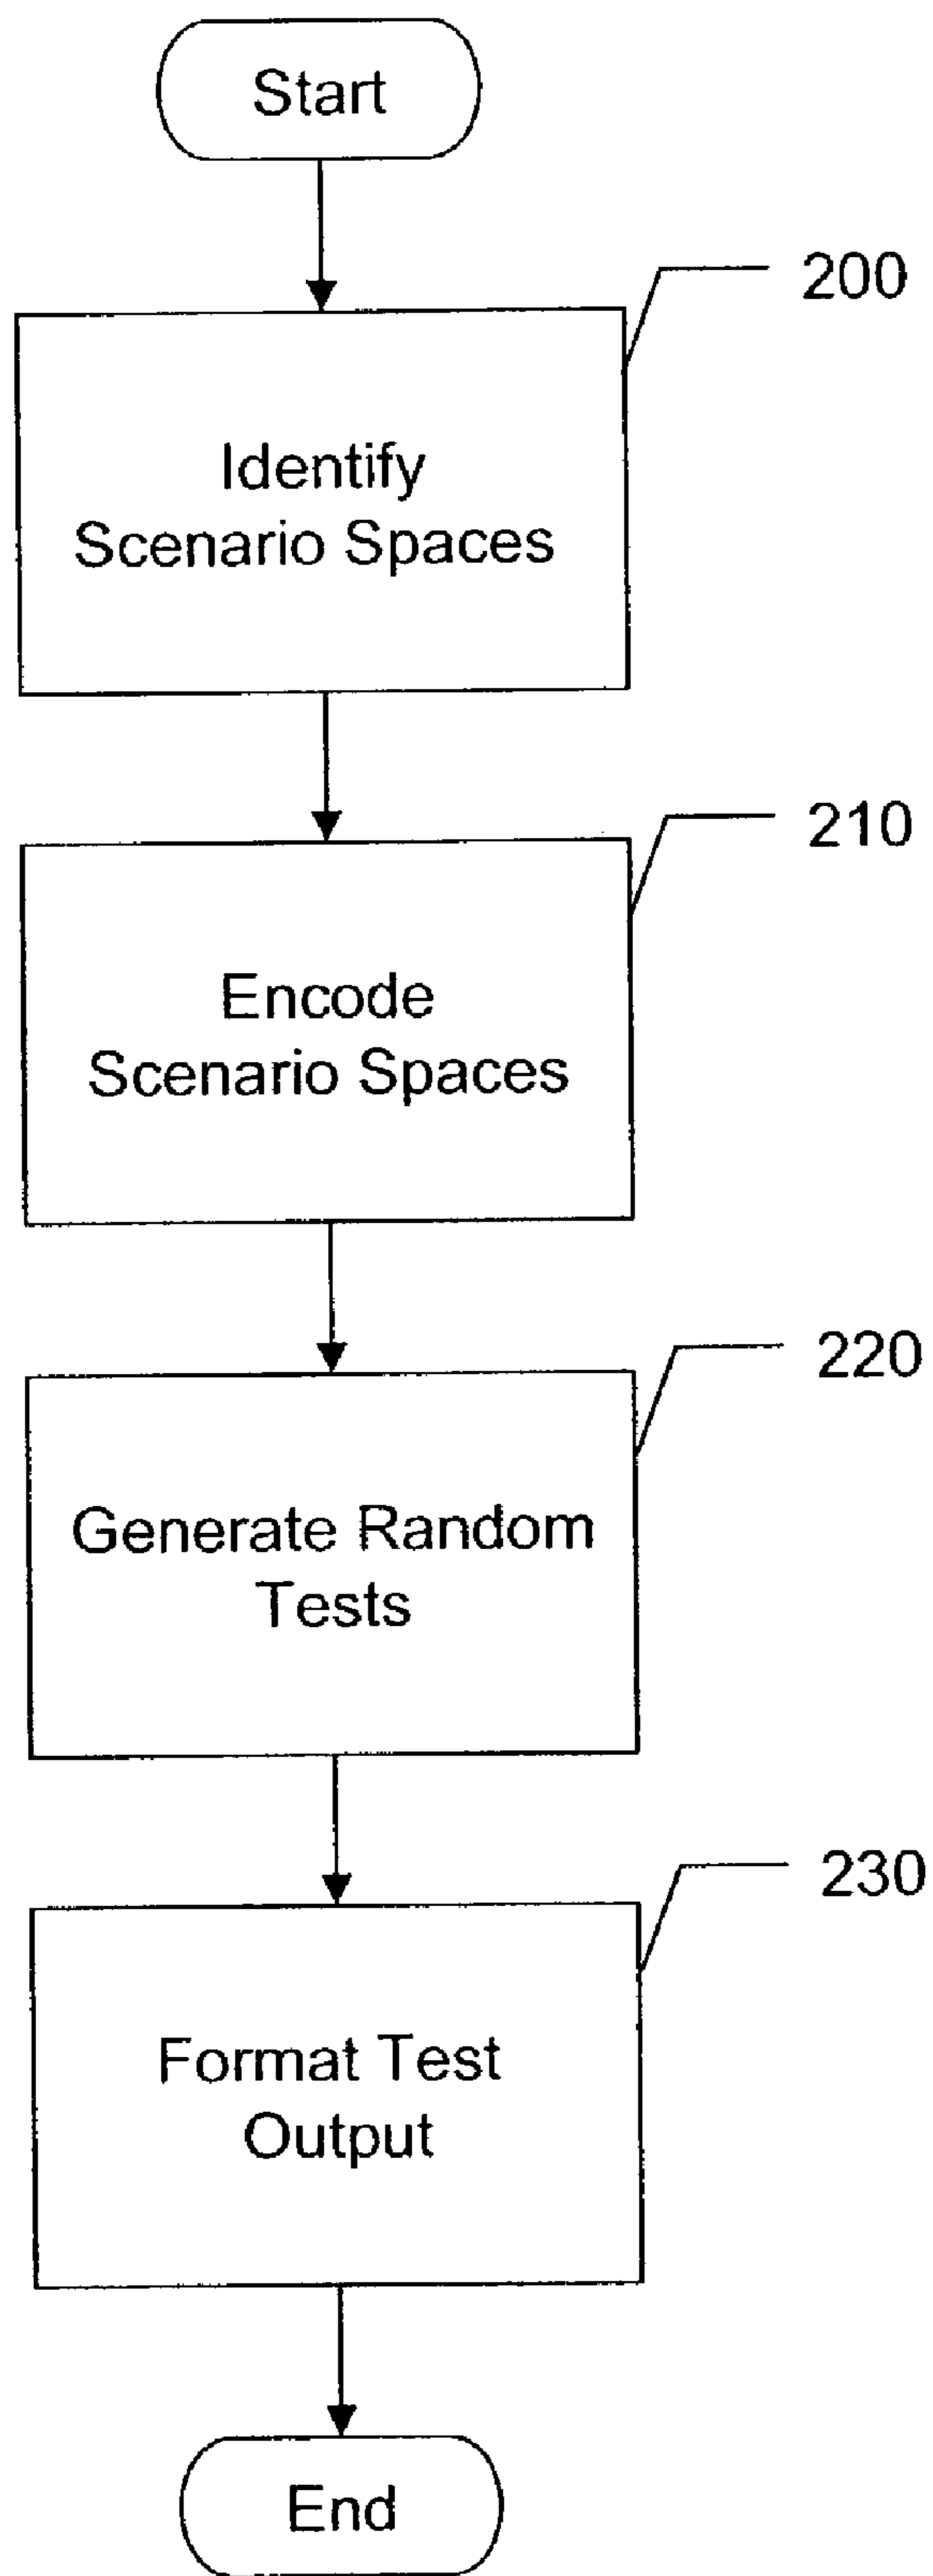 Start
200
Identify
Scenario Spaces
210
Encode
Scenario Spaces
220
Generate Random
Tests
230
Format Test
Output
End